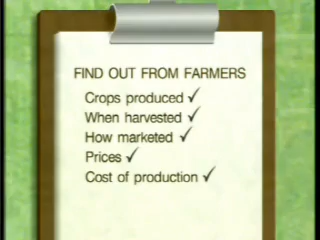 FIND OUT FROM FARMERS
Crops produced ✓
When harvested ✓
How marketed ✓
Prices ✓
Cost of production ✓